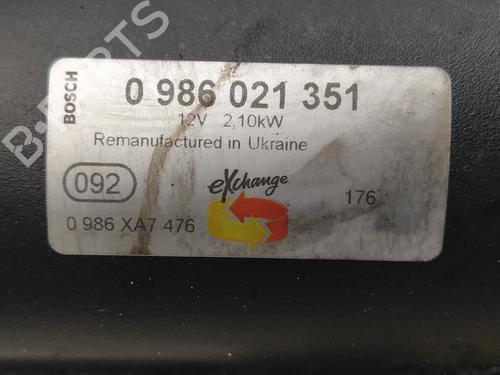 BOSCH
0 986 021 351
12V 2,10kW
Remanufactured in Ukraine
092
eXchange
176
0 986 XA7 476
B-PARTS